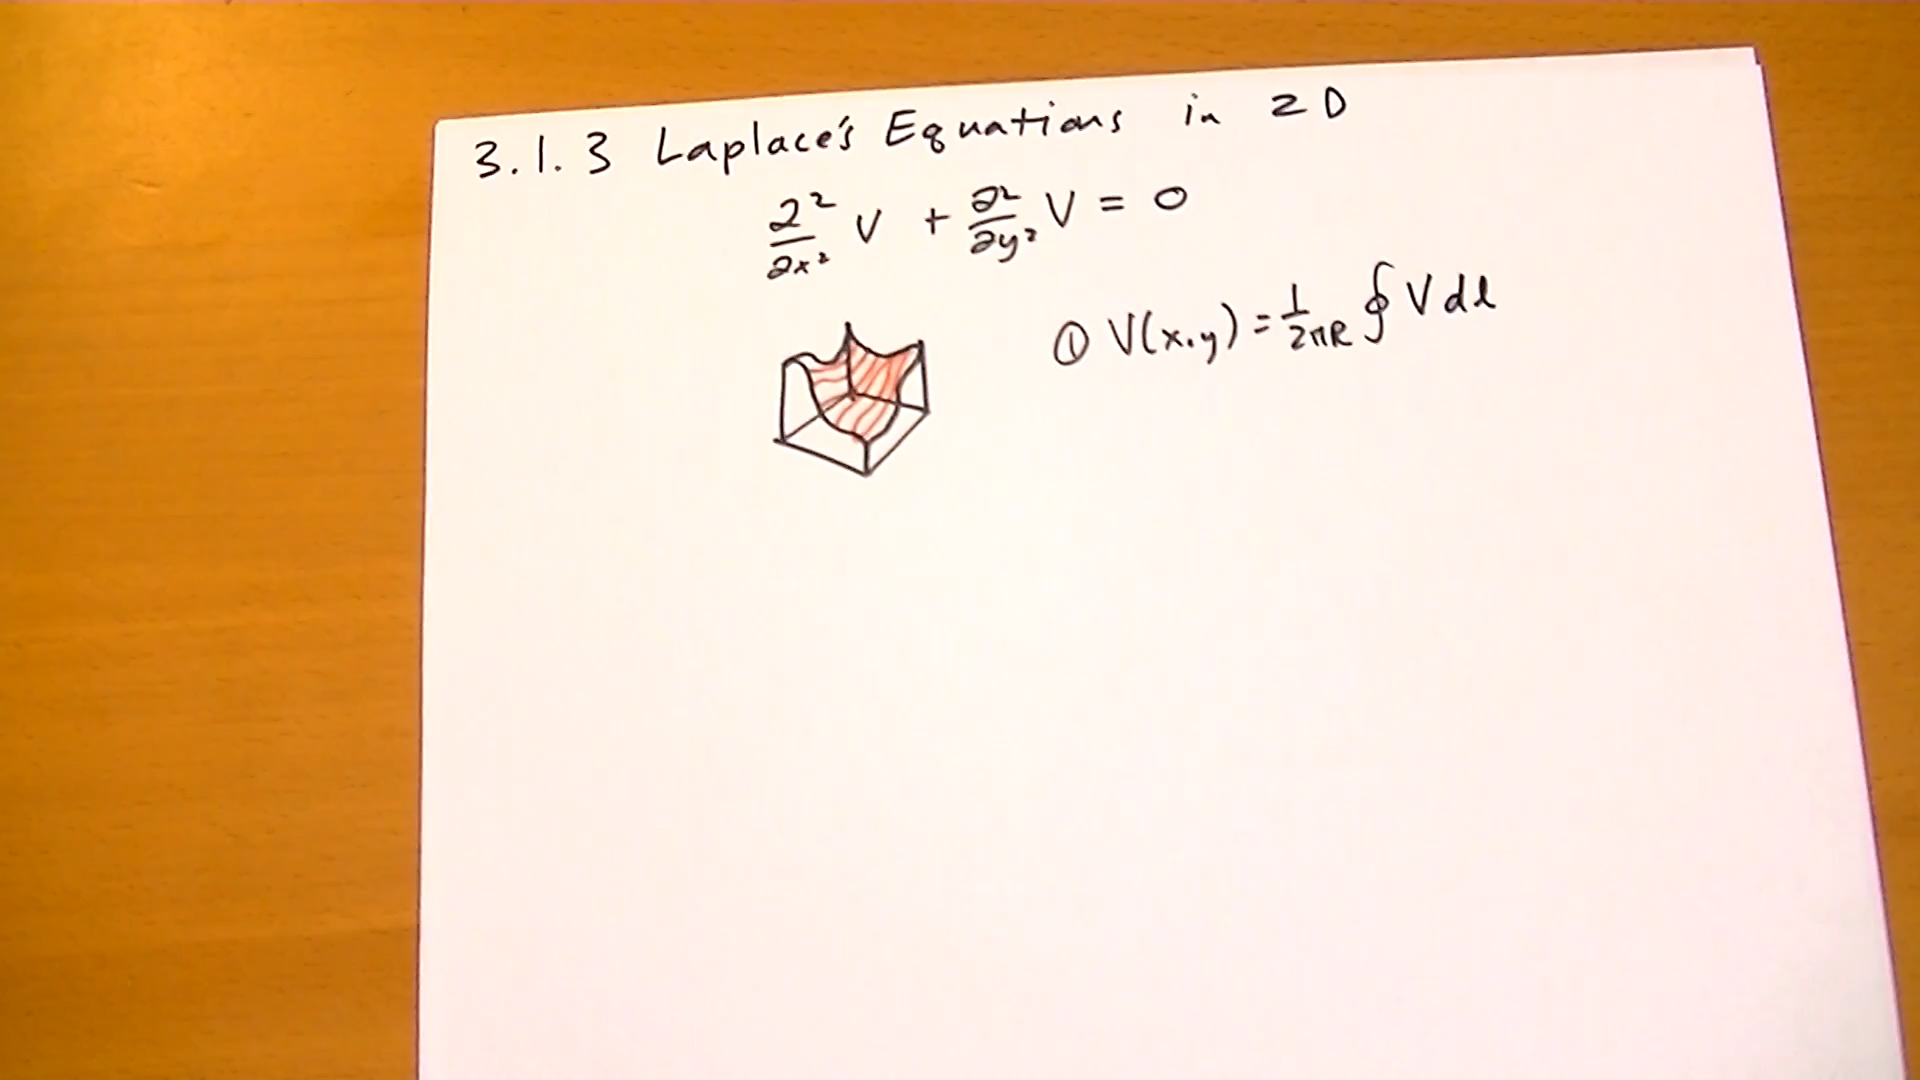 3.1.3 Laplace's Equations in 2D
∂²/∂x² V + ∂²/∂y² V = 0
① V(x,y) = 1/2πR ∮ V dl